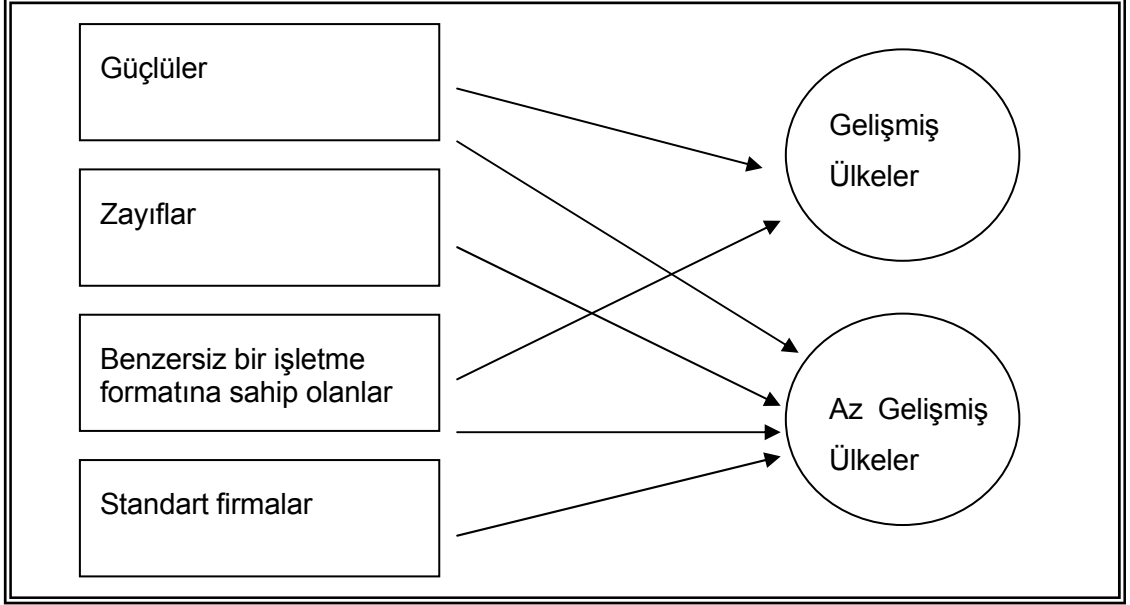 Güçlüler
Gelişmiş
Ülkeler
Zayıflar
Benzersiz bir işletme
formatına sahip olanlar
Az Gelişmiş
Ülkeler
Standart firmalar